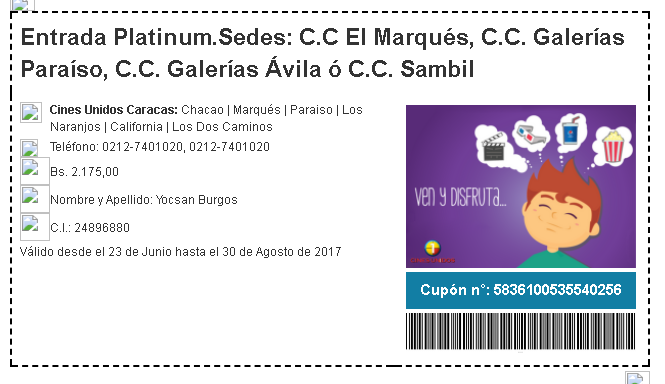 Entrada Platinum.Sedes: C.C El Marqués, C.C. Galerías
Paraíso, C.C. Galerías Ávila ó C.C. Sambil
Cines Unidos Caracas: Chacao | Marqués | Paraiso | Los
Naranjos | California | Los Dos Caminos
Teléfono: 0212-7401020, 0212-7401020
Bs. 2.175,00
Nombre y Apellido: Yocsan Burgos
C.I.: 24896880
Válido desde el 23 de Junio hasta el 30 de Agosto de 2017
VEN Y DISFRUTA...
Cupón n°: 5836100535540256